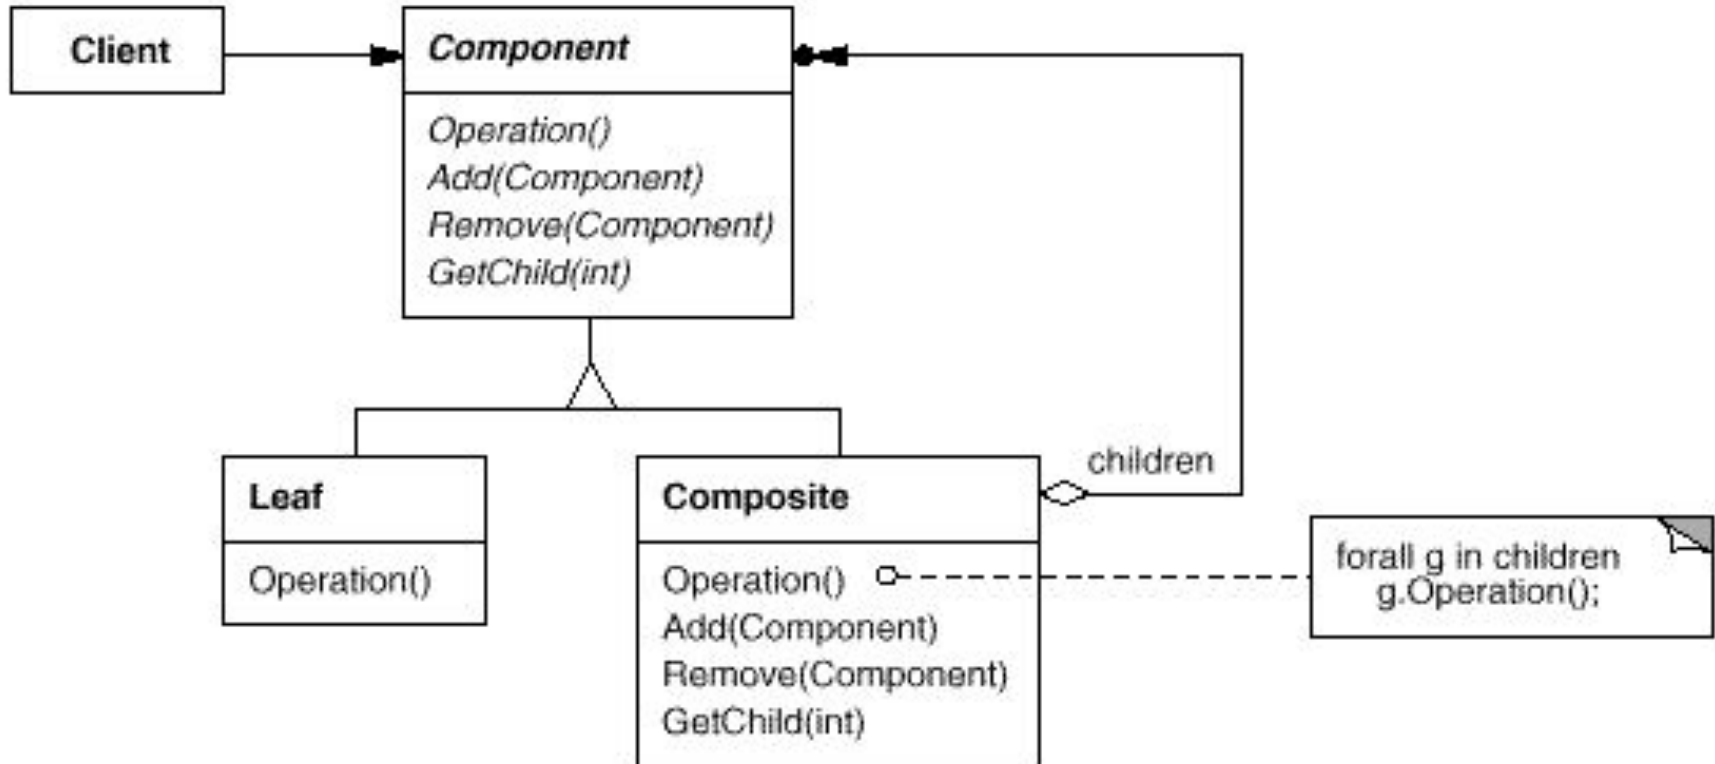 Client
Component
Operation()
Add(Component)
Remove(Component)
GetChild(int)
children
Leaf
Operation()
Composite
Operation()
Add(Component)
Remove(Component)
GetChild(int)
forall g in children
g.Operation();